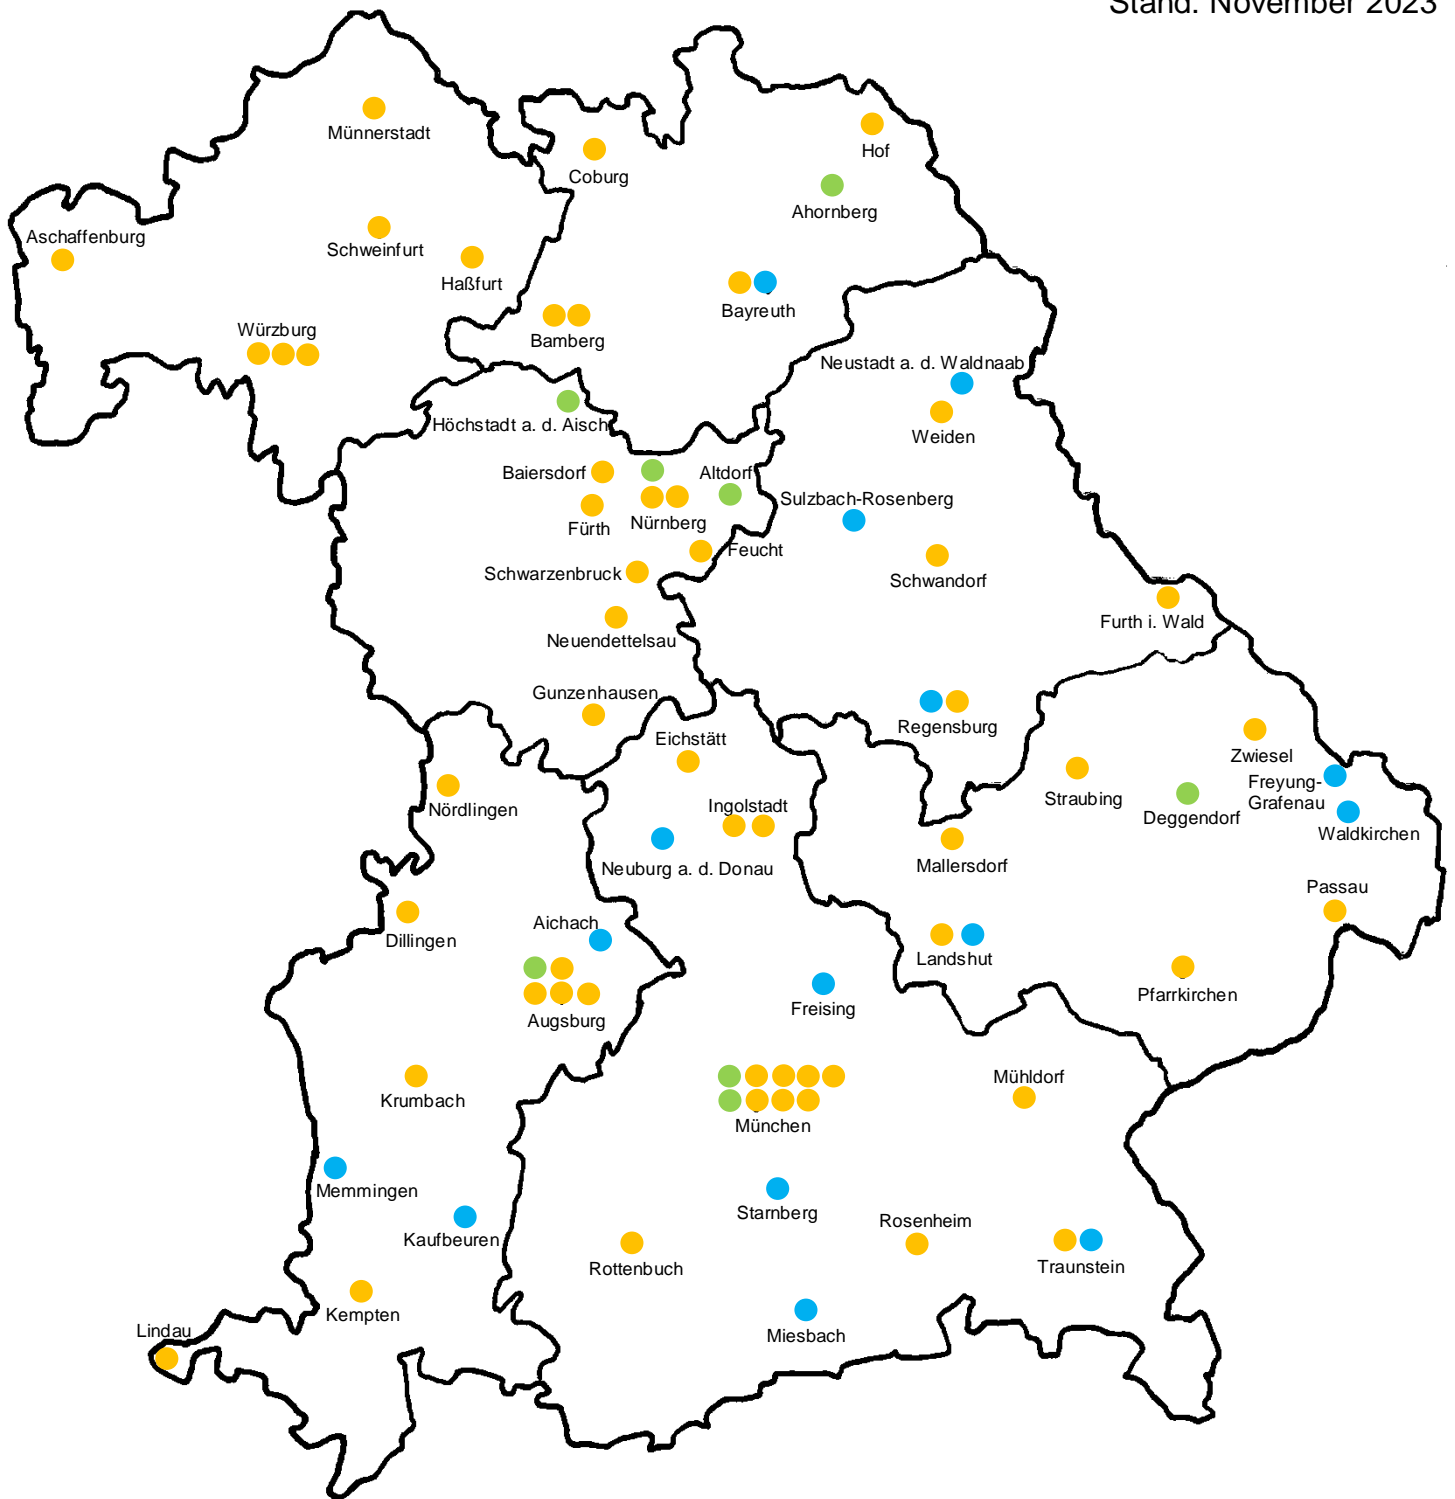 Stand: November 2023
Münnerstadt
Hof
Coburg
Ahornberg
Aschaffenburg
Schweinfurt
Haßfurt
Bayreuth
Würzburg
Bamberg
Neustadt a. d. Waldnaab
Höchstadt a. d. Aisch
Weiden
Baiersdorf
Altdorf
Sulzbach-Rosenberg
Fürth
Nürnberg
Feucht
Schwarzenbruck
Schwandorf
Furth i. Wald
Neuendettelsau
Gunzenhausen
Regensburg
Eichstätt
Zwiesel
Freyung-
Grafenau
Straubing
Nördlingen
Ingolstadt
Deggendorf
Waldkirchen
Neuburg a. d. Donau
Mallersdorf
Passau
Aichach
Dillingen
Landshut
Pfarrkirchen
Freising
Augsburg
Mühldorf
Krumbach
München
Memmingen
Starnberg
Rosenheim
Kaufbeuren
Rottenbuch
Traunstein
Kempten
Miesbach
Lindau